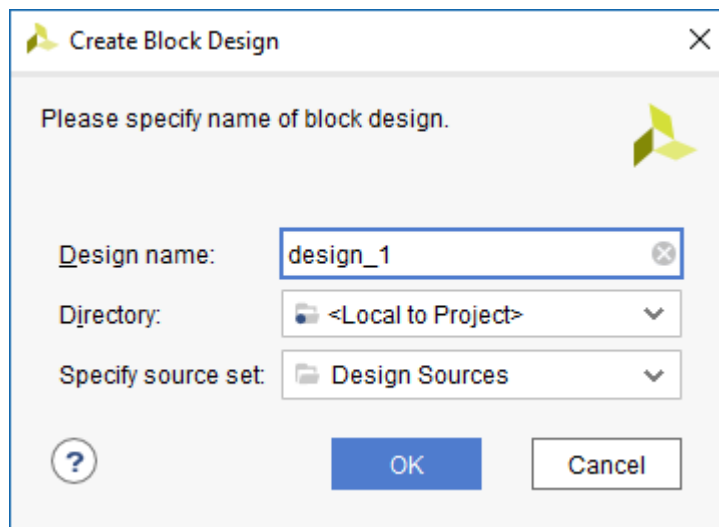 Create Block Design
Please specify name of block design.
Design name: design_1
Directory: <Local to Project>
Specify source set: Design Sources
?
OK Cancel